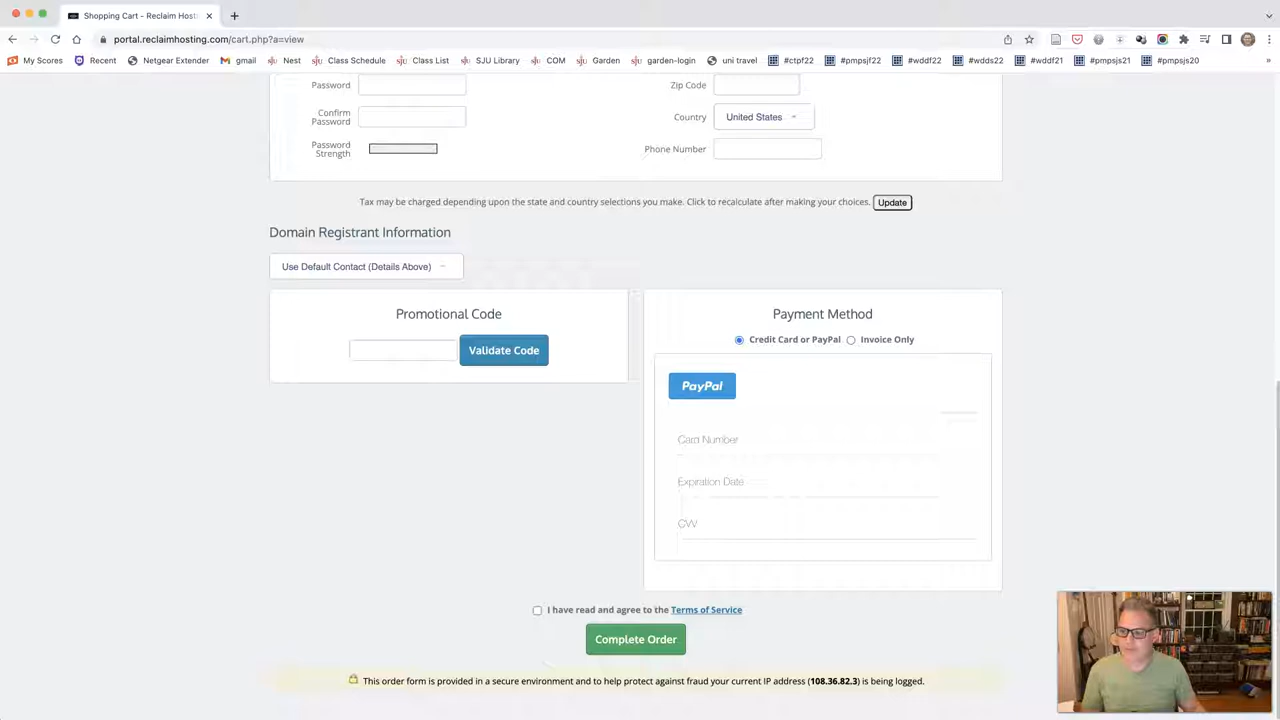 Shopping Cart - Reclaim Host
portal.reclaimhosting.com/cart.php?a=view
My Scores Recent Netgear Extender gmail Nest Class Schedule Class List SJU Library COM Garden garden-login uni travel #ctpf22 #pmpsjf22 #wddf22 #wdds22 #wddf21 #pmpsjs21 #pmpsjs20 »
Password Zip Code
Confirm Password Country United States
Password Strength Phone Number
Tax may be charged depending upon the state and country selections you make. Click to recalculate after making your choices. Update
Domain Registrant Information
Use Default Contact (Details Above)
Promotional Code
Validate Code
Payment Method
Credit Card or PayPal Invoice Only
PayPal
Card Number
Expiration Date
CVV
I have read and agree to the Terms of Service
Complete Order
This order form is provided in a secure environment and to help protect against fraud your current IP address (108.36.82.3) is being logged.